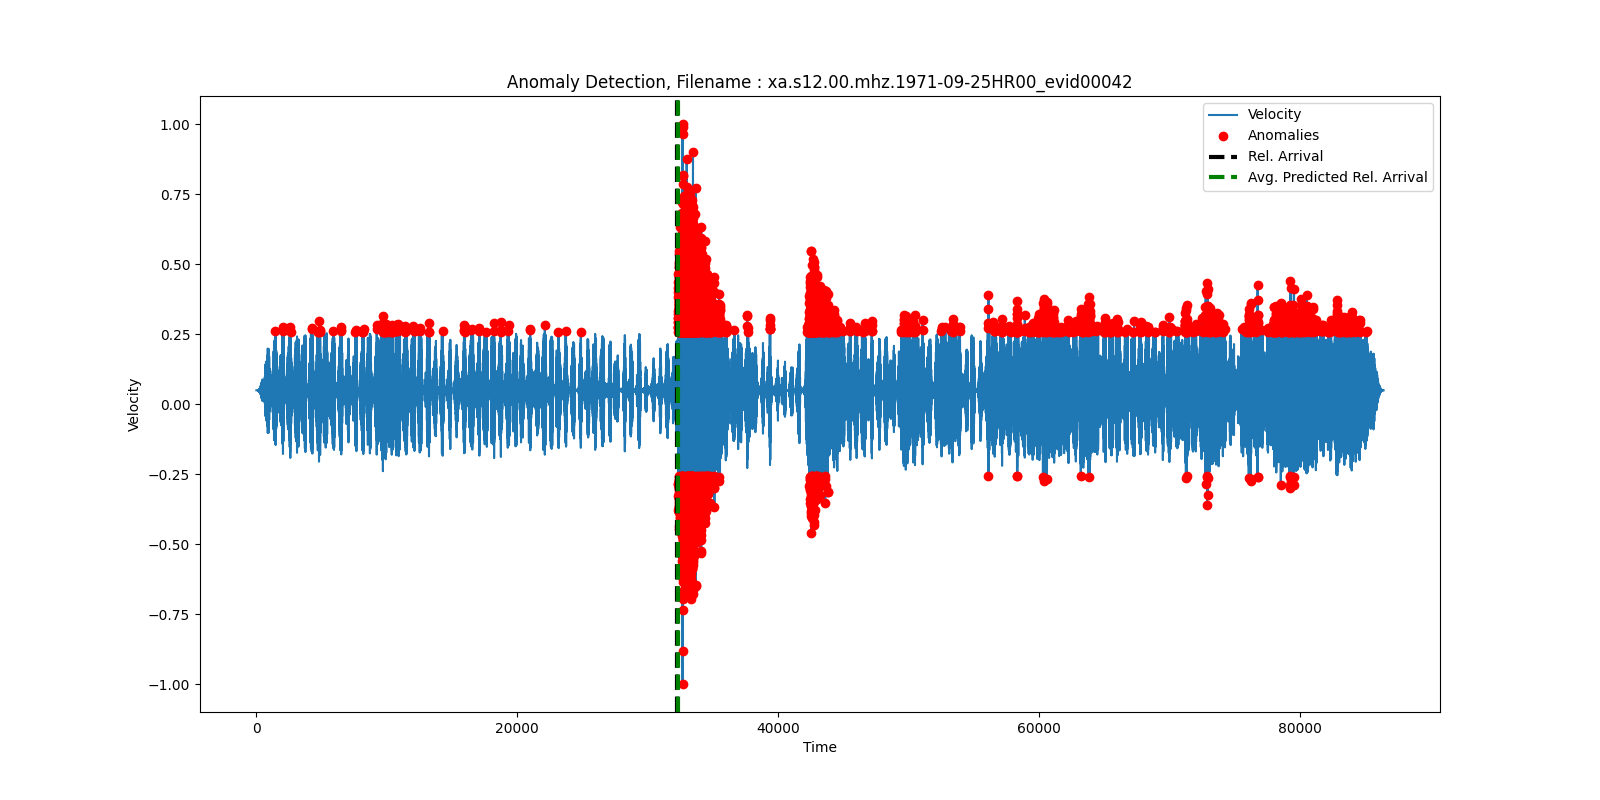 Anomaly Detection, Filename : xa.s12.00.mhz.1971-09-25HR00_evid00042
Velocity
Anomalies
Rel. Arrival
Avg. Predicted Rel. Arrival
1.00
0.75
0.50
0.25
0.00
−0.25
−0.50
−0.75
−1.00
Velocity
0
20000
40000
60000
80000
Time